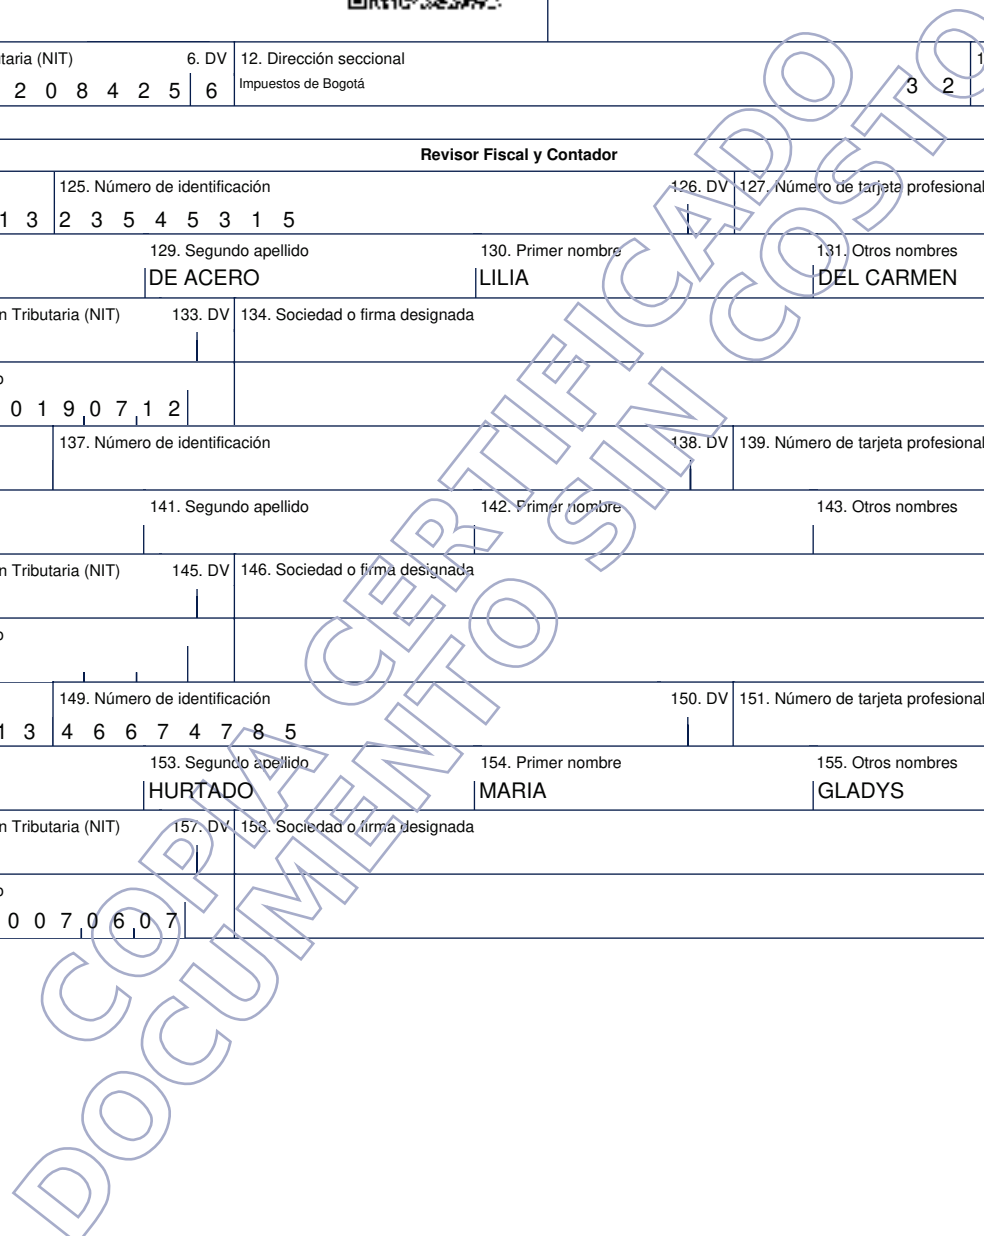 taria (NIT) 6. DV 12. Dirección seccional 1
2 0 8 4 2 5 6 Impuestos de Bogotá 3 2
Revisor Fiscal y Contador
125. Número de identificación 126. DV 127. Número de tarjeta profesional
1 3 2 3 5 4 5 3 1 5
129. Segundo apellido 130. Primer nombre 131. Otros nombres
DE ACERO LILIA DEL CARMEN
n Tributaria (NIT) 133. DV 134. Sociedad o firma designada
o
0 1 9 0 7 1 2
137. Número de identificación 138. DV 139. Número de tarjeta profesional
141. Segundo apellido 142. Primer nombre 143. Otros nombres
n Tributaria (NIT) 145. DV 146. Sociedad o firma designada
o
149. Número de identificación 150. DV 151. Número de tarjeta profesional
1 3 4 6 6 7 4 7 8 5
153. Segundo apellido 154. Primer nombre 155. Otros nombres
HURTADO MARIA GLADYS
n Tributaria (NIT) 157. DV 158. Sociedad o firma designada
o
0 0 7 0 6 0 7
COPIA CERTIFICADO
DOCUMENTO SIN COSTO